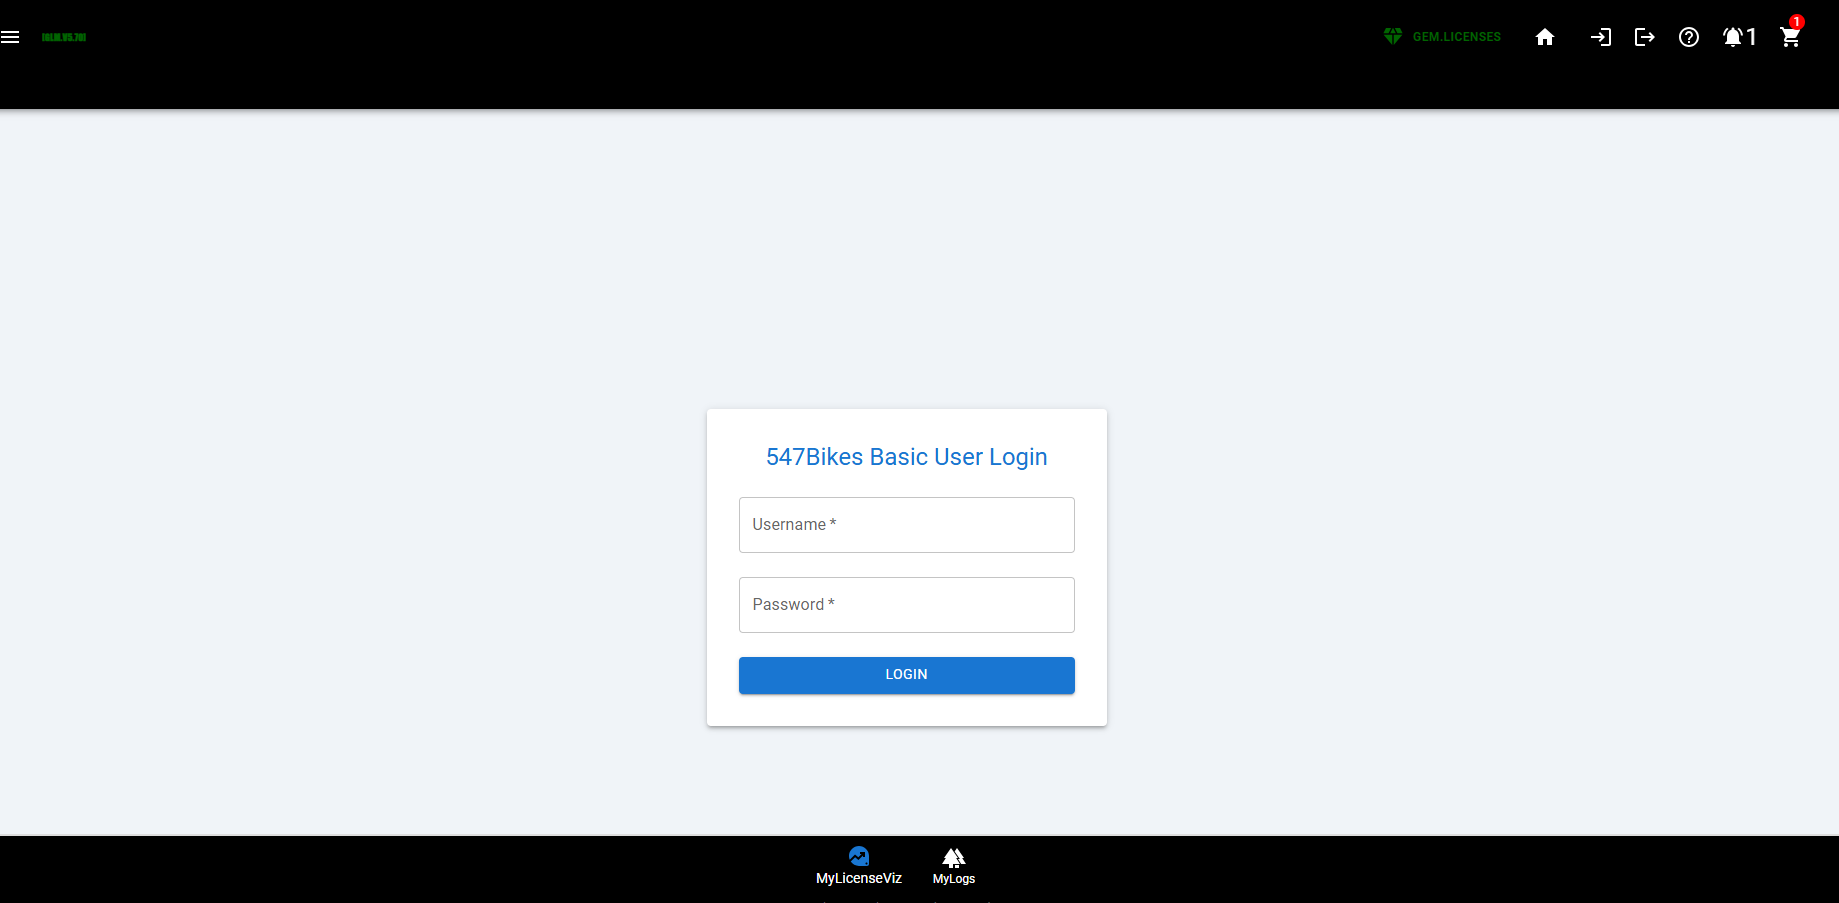 GEM.LICENSES
1
1
547Bikes Basic User Login
Username *
Password *
LOGIN
MyLicenseViz
MyLogs